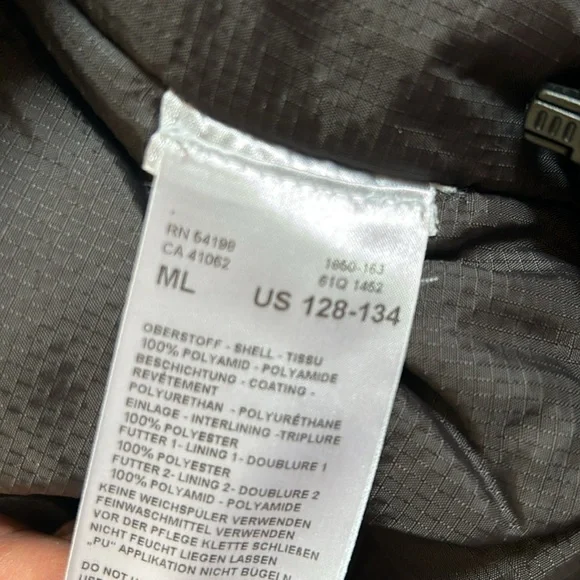 RN 54199
CA 41062
1860-163
61Q 1452
ML US 128-134
OBERSTOFF - SHELL - TISSU
100% POLYAMID - POLYAMIDE
BESCHICHTUNG - COATING -
REVÊTEMENT
POLYURETHAN - POLYURÉTHANE
EINLAGE - INTERLINING -TRIPLURE
100% POLYESTER
FUTTER 1- LINING 1- DOUBLURE 1
100% POLYESTER
FUTTER 2- LINING 2- DOUBLURE 2
100% POLYAMID - POLYAMIDE
KEINE WEICHSPÜLER VERWENDEN
FEINWASCHMITTEL VERWENDEN
VOR DER PFLEGE KLETTE SCHLIEẞEN
NICHT FEUCHT LIEGEN LASSEN
„PU" APPLIKATION NICHT BÜGELN
DO NOT